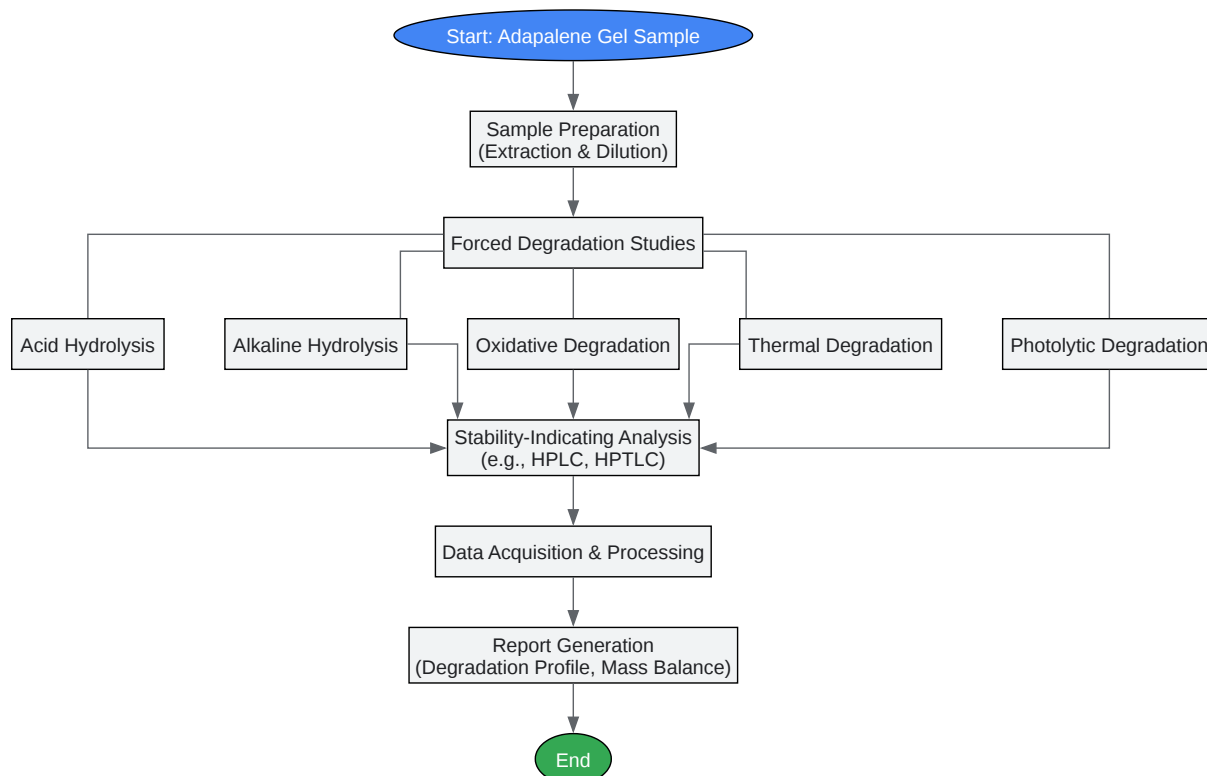 Start: Adapalene Gel Sample
Sample Preparation
(Extraction & Dilution)
Forced Degradation Studies
Acid Hydrolysis
Alkaline Hydrolysis
Oxidative Degradation
Thermal Degradation
Photolytic Degradation
Stability-Indicating Analysis
(e.g., HPLC, HPTLC)
Data Acquisition & Processing
Report Generation
(Degradation Profile, Mass Balance)
End